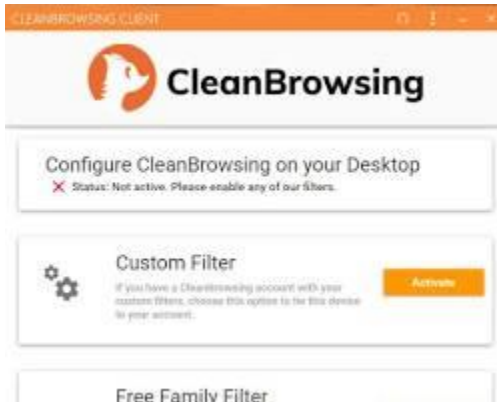 CLEANBROWSING CLIENT
CleanBrowsing
Configure CleanBrowsing on your Desktop
Status: Not active. Please enable any of our filters.
Custom Filter
If you have a Cleanbrowsing account with your
custom filters, choose this option to tie this device
to your account.
Activate
Free Family Filter